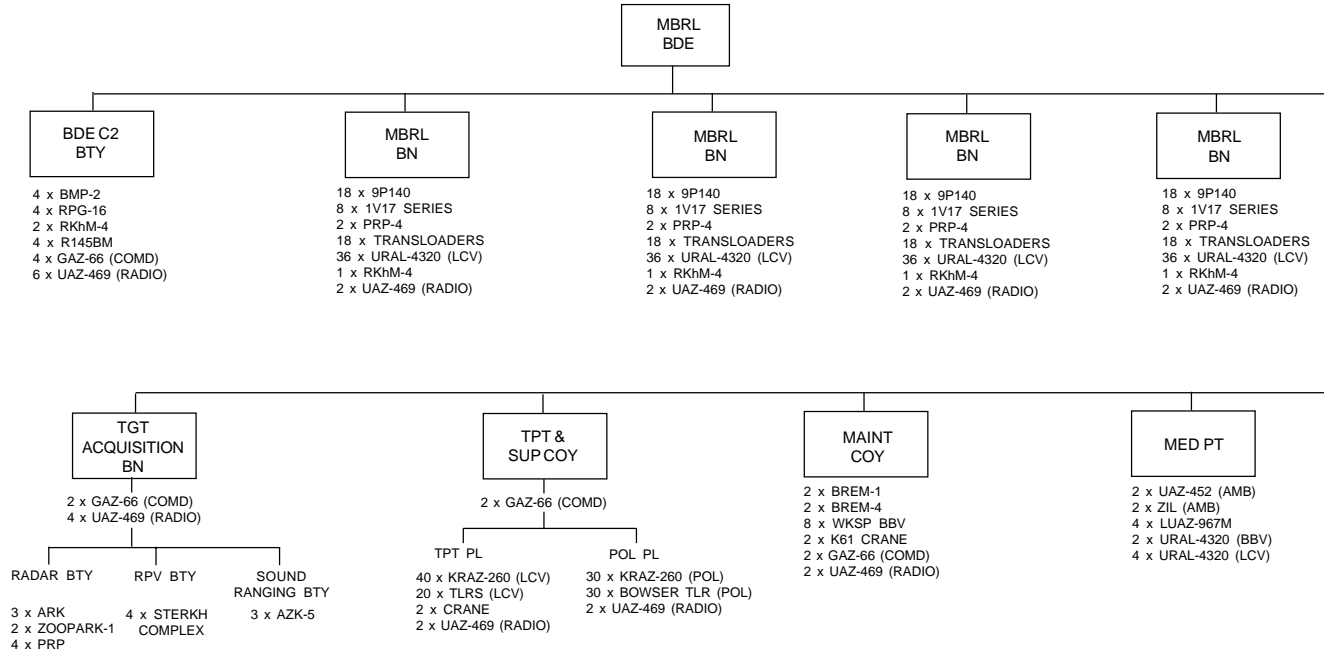 MBRL
BDE
BDE C2
BTY
4 x BMP-2
4 x RPG-16
2 x RKhM-4
4 x R145BM
4 x GAZ-66 (COMD)
6 x UAZ-469 (RADIO)
MBRL
BN
18 x 9P140
8 x 1V17 SERIES
2 x PRP-4
18 x TRANSLOADERS
36 x URAL-4320 (LCV)
1 x RKhM-4
2 x UAZ-469 (RADIO)
MBRL
BN
18 x 9P140
8 x 1V17 SERIES
2 x PRP-4
18 x TRANSLOADERS
36 x URAL-4320 (LCV)
1 x RKhM-4
2 x UAZ-469 (RADIO)
MBRL
BN
18 x 9P140
8 x 1V17 SERIES
2 x PRP-4
18 x TRANSLOADERS
36 x URAL-4320 (LCV)
1 x RKhM-4
2 x UAZ-469 (RADIO)
MBRL
BN
18 x 9P140
8 x 1V17 SERIES
2 x PRP-4
18 x TRANSLOADERS
36 x URAL-4320 (LCV)
1 x RKhM-4
2 x UAZ-469 (RADIO)
TGT
ACQUISITION
BN
2 x GAZ-66 (COMD)
4 x UAZ-469 (RADIO)
RADAR BTY
3 x ARK
2 x ZOOPARK-1
4 x PRP
RPV BTY
4 x STERKH
COMPLEX
SOUND
RANGING BTY
3 x AZK-5
TPT &
SUP COY
2 x GAZ-66 (COMD)
TPT PL
40 x KRAZ-260 (LCV)
20 x TLRS (LCV)
2 x CRANE
2 x UAZ-469 (RADIO)
POL PL
30 x KRAZ-260 (POL)
30 x BOWSER TLR (POL)
2 x UAZ-469 (RADIO)
MAINT
COY
2 x BREM-1
2 x BREM-4
8 x WKSP BBV
2 x K61 CRANE
2 x GAZ-66 (COMD)
2 x UAZ-469 (RADIO)
MED PT
2 x UAZ-452 (AMB)
2 x ZIL (AMB)
4 x LUAZ-967M
2 x URAL-4320 (BBV)
4 x URAL-4320 (LCV)